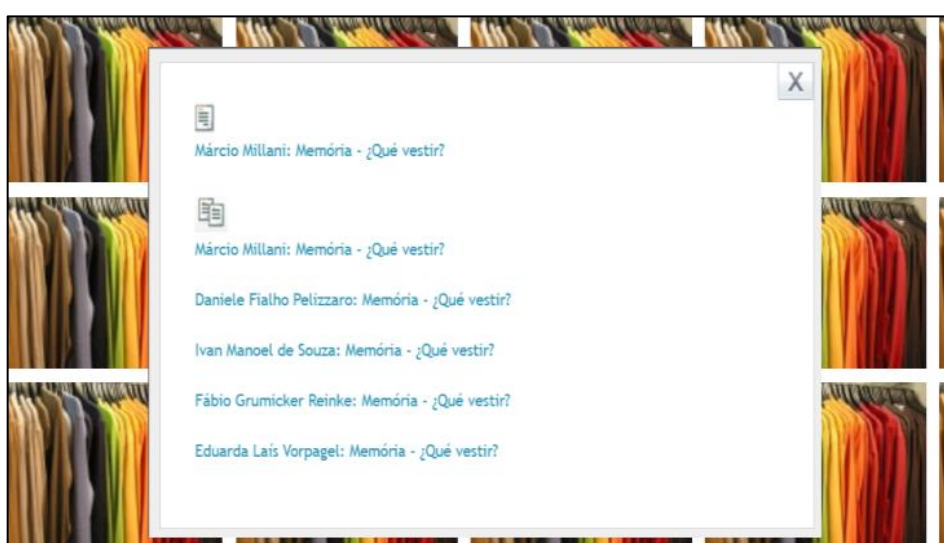 X
Márcio Millani: Memória - ¿Qué vestir?
Márcio Millani: Memória - ¿Qué vestir?
Daniele Fialho Pelizzaro: Memória - ¿Qué vestir?
Ivan Manoel de Souza: Memória - ¿Qué vestir?
Fábio Grumicker Reinke: Memória - ¿Qué vestir?
Eduarda Laís Vorpagel: Memória - ¿Qué vestir?